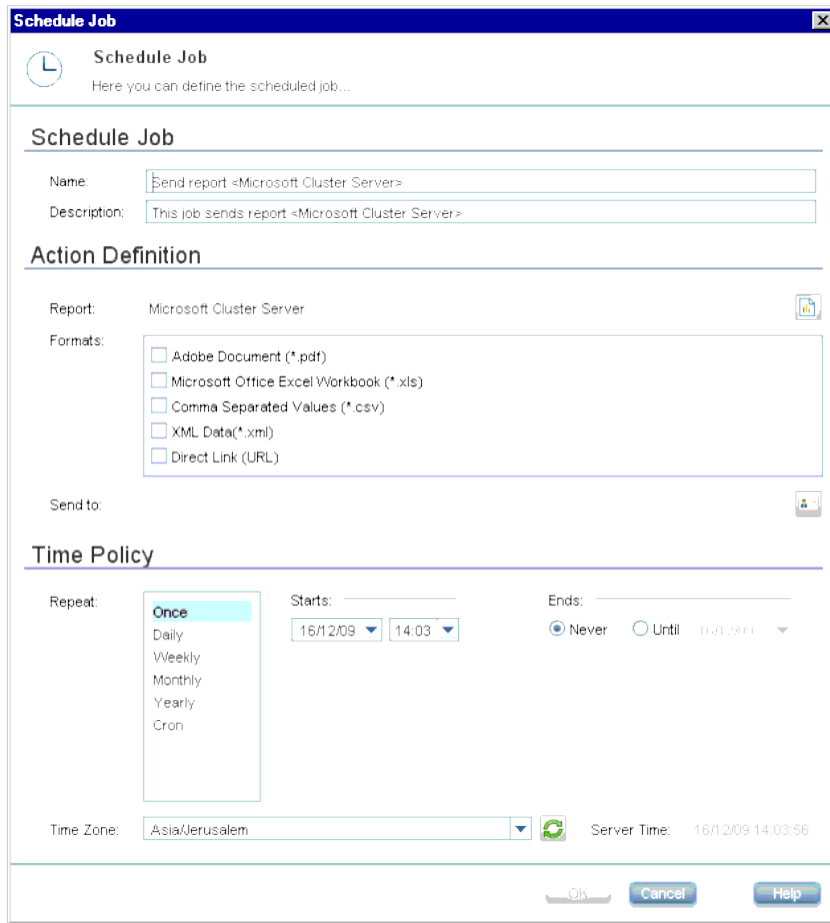 Schedule Job
Schedule Job
Here you can define the scheduled job...
Schedule Job
Name: Send report <Microsoft Cluster Server>
Description: This job sends report <Microsoft Cluster Server>
Action Definition
Report: Microsoft Cluster Server
Formats:
Adobe Document (*.pdf)
Microsoft Office Excel Workbook (*.xls)
Comma Separated Values (*.csv)
XML Data(*.xml)
Direct Link (URL)
Send to:
Time Policy
Repeat:
Once
Daily
Weekly
Monthly
Yearly
Cron
Starts:
16/12/09 14:03
Ends:
Never Until
Time Zone: Asia/Jerusalem Server Time: 16/12/09 14:03:56
Ok Cancel Help